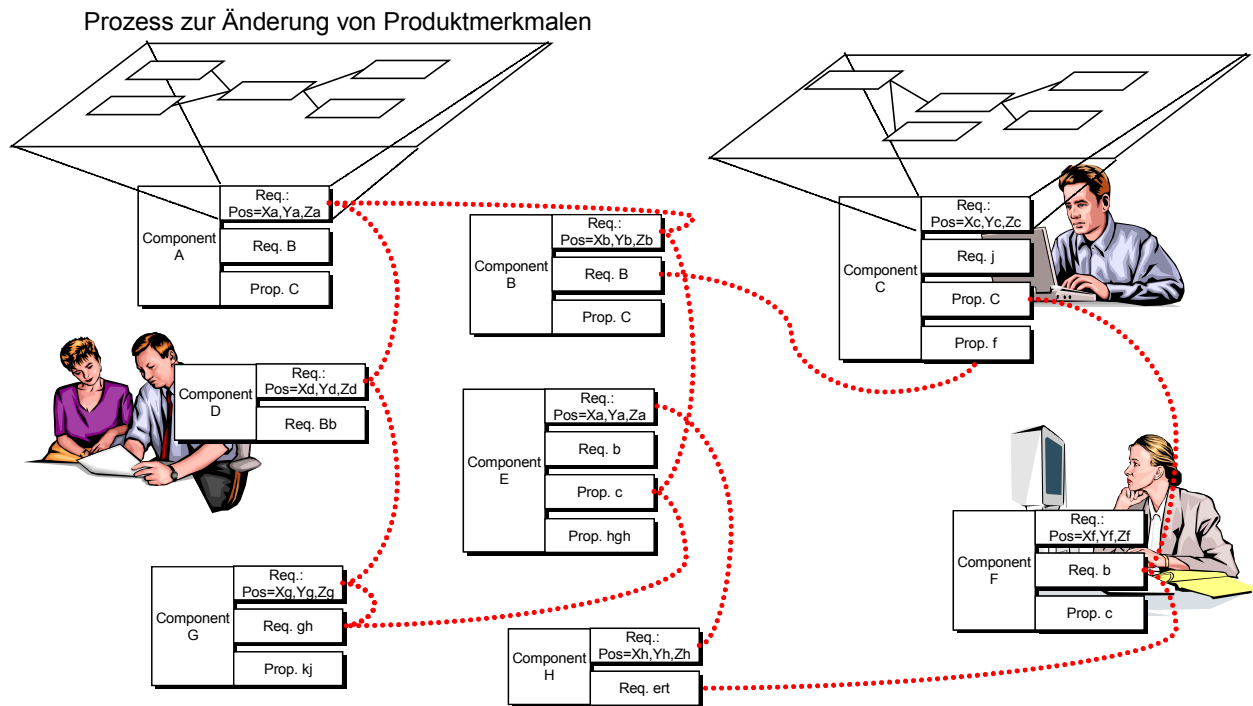 Prozess zur Änderung von Produktmerkmalen
Component
A
Req.:
Pos=Xa,Ya,Za
Req. B
Prop. C
Component
B
Req.:
Pos=Xb,Yb,Zb
Req. B
Prop. C
Component
C
Req.:
Pos=Xc,Yc,Zc
Req. j
Prop. C
Prop. f
Component
D
Req.:
Pos=Xd,Yd,Zd
Req. Bb
Component
E
Req.:
Pos=Xa,Ya,Za
Req. b
Prop. c
Prop. hgh
Component
F
Req.:
Pos=Xf,Yf,Zf
Req. b
Prop. c
Component
G
Req.:
Pos=Xg,Yg,Zg
Req. gh
Prop. kj
Component
H
Req.:
Pos=Xh,Yh,Zh
Req. ert